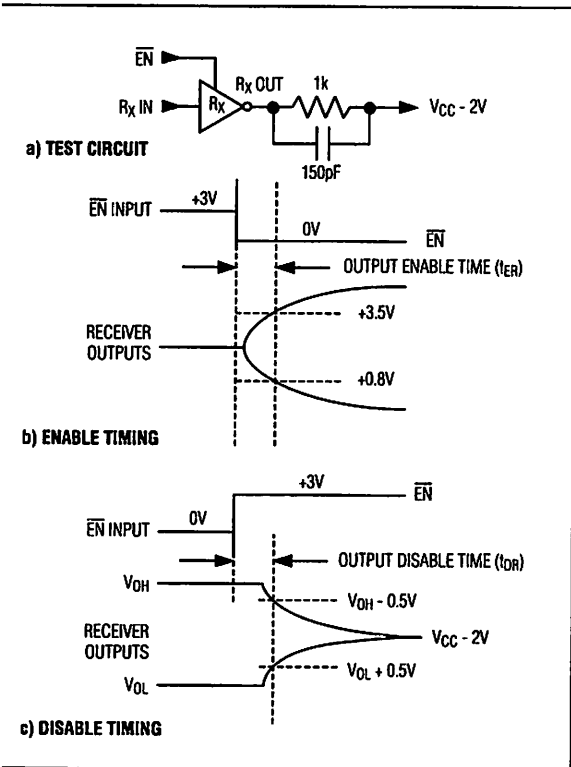 EN
RX OUT
1k
RX IN
RX
VCC - 2V
a) TEST CIRCUIT
150pF
+3V
EN INPUT
0V
EN
OUTPUT ENABLE TIME (tER)
+3.5V
RECEIVER
OUTPUTS
+0.8V
b) ENABLE TIMING
+3V
EN
0V
EN INPUT
OUTPUT DISABLE TIME (tDR)
VOH
VOH - 0.5V
RECEIVER
OUTPUTS
VCC - 2V
VOL + 0.5V
VOL
c) DISABLE TIMING